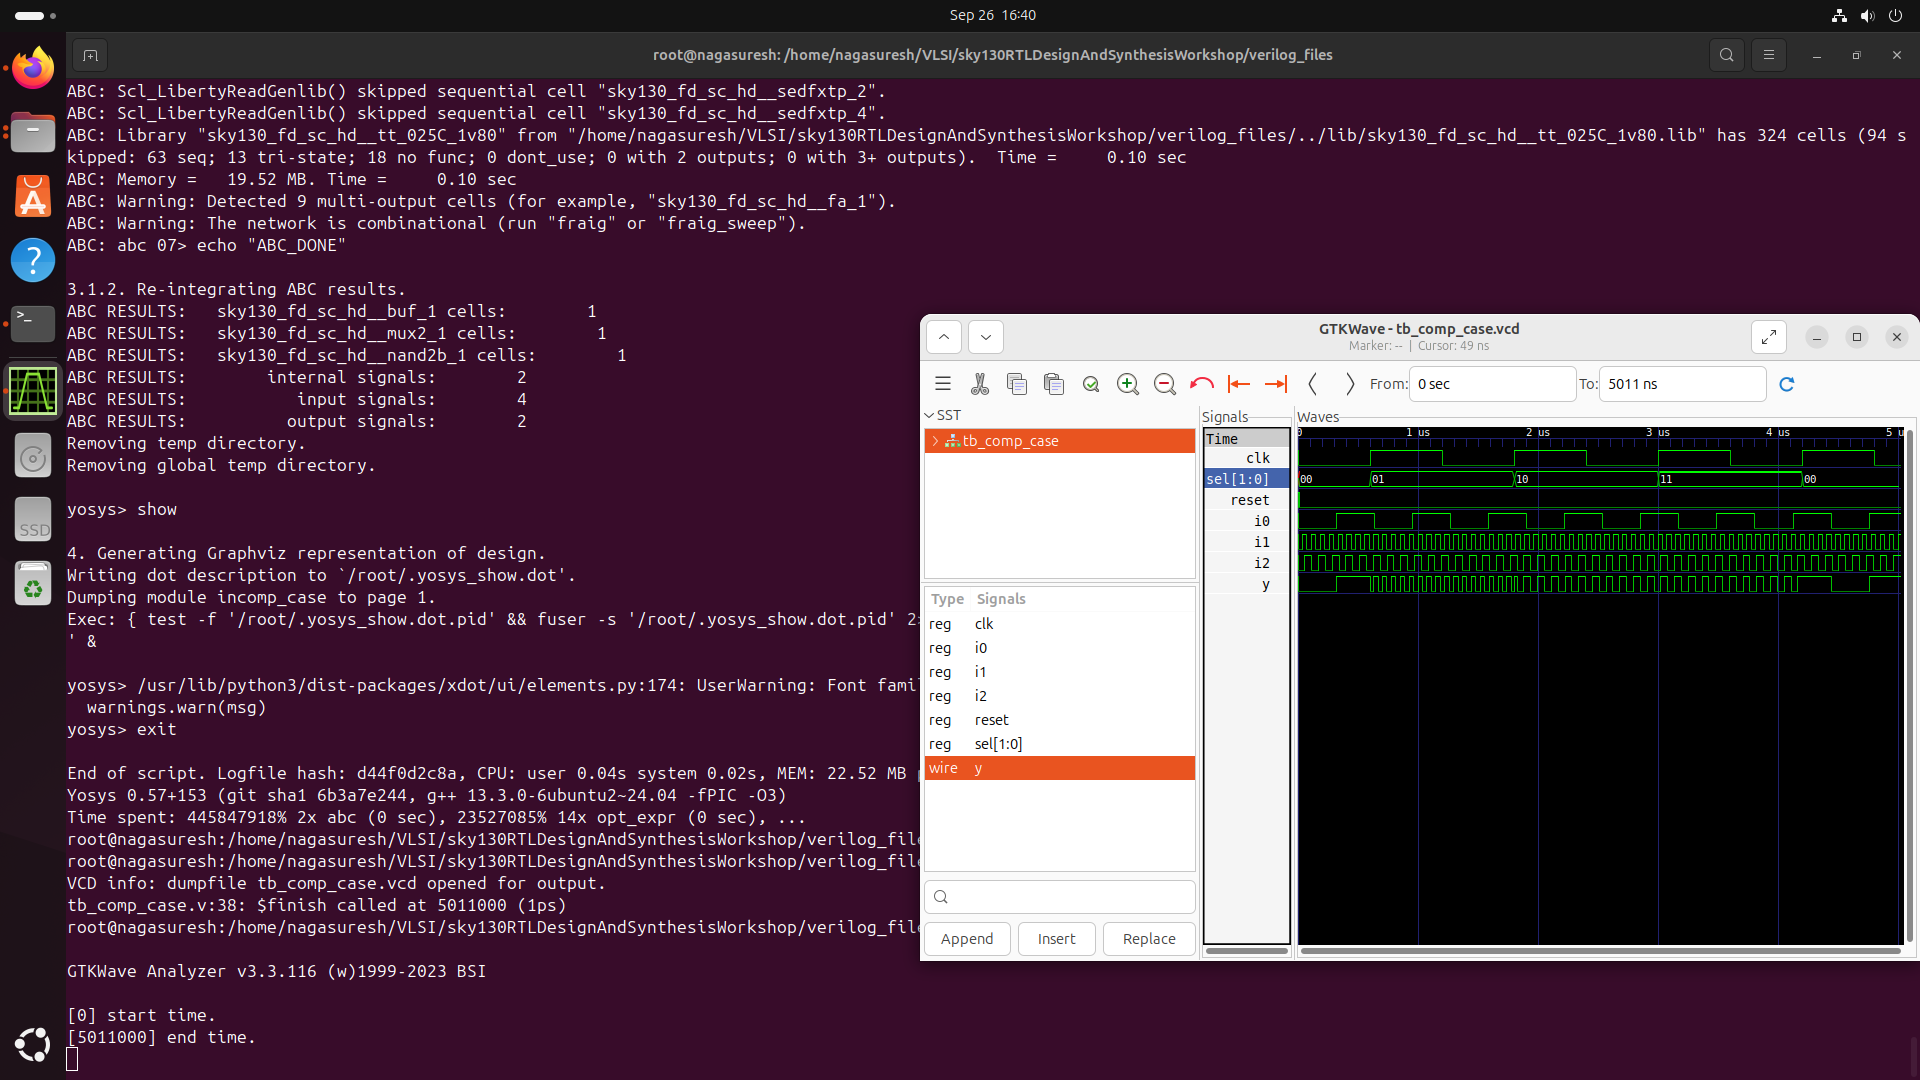 Sep 26 16:40
root@nagasuresh: /home/nagasuresh/VLSI/sky130RTLDesignAndSynthesisWorkshop/verilog_files
ABC: Scl_LibertyReadGenlib() skipped sequential cell "sky130_fd_sc_hd__sedfxtp_2".
ABC: Scl_LibertyReadGenlib() skipped sequential cell "sky130_fd_sc_hd__sedfxtp_4".
ABC: Library "sky130_fd_sc_hd__tt_025C_1v80" from "/home/nagasuresh/VLSI/sky130RTLDesignAndSynthesisWorkshop/verilog_files/../lib/sky130_fd_sc_hd__tt_025C_1v80.lib" has 324 cells (94 s
kipped: 63 seq; 13 tri-state; 18 no func; 0 dont_use; 0 with 2 outputs; 0 with 3+ outputs).  Time =     0.10 sec
ABC: Memory =   19.52 MB. Time =     0.10 sec
ABC: Warning: Detected 9 multi-output cells (for example, "sky130_fd_sc_hd__fa_1").
ABC: Warning: The network is combinational (run "fraig" or "fraig_sweep").
ABC: abc 07> echo "ABC_DONE"
3.1.2. Re-integrating ABC results.
ABC RESULTS:   sky130_fd_sc_hd__buf_1 cells:        1
ABC RESULTS:   sky130_fd_sc_hd__mux2_1 cells:        1
ABC RESULTS:   sky130_fd_sc_hd__nand2b_1 cells:        1
ABC RESULTS:        internal signals:        2
ABC RESULTS:           input signals:        4
ABC RESULTS:          output signals:        2
Removing temp directory.
Removing global temp directory.
yosys> show
4. Generating Graphviz representation of design.
Writing dot description to `/root/.yosys_show.dot'.
Dumping module incomp_case to page 1.
Exec: { test -f '/root/.yosys_show.dot.pid' && fuser -s '/root/.yosys_show.dot.pid' 2
' &
yosys> /usr/lib/python3/dist-packages/xdot/ui/elements.py:174: UserWarning: Font fami
warnings.warn(msg)
yosys> exit
End of script. Logfile hash: d44f0d2c8a, CPU: user 0.04s system 0.02s, MEM: 22.52 MB
Yosys 0.57+153 (git sha1 6b3a7e244, g++ 13.3.0-6ubuntu2~24.04 -fPIC -O3)
Time spent: 445847918% 2x abc (0 sec), 23527085% 14x opt_expr (0 sec), ...
root@nagasuresh:/home/nagasuresh/VLSI/sky130RTLDesignAndSynthesisWorkshop/verilog_file
root@nagasuresh:/home/nagasuresh/VLSI/sky130RTLDesignAndSynthesisWorkshop/verilog_file
VCD info: dumpfile tb_comp_case.vcd opened for output.
tb_comp_case.v:38: $finish called at 5011000 (1ps)
root@nagasuresh:/home/nagasuresh/VLSI/sky130RTLDesignAndSynthesisWorkshop/verilog_file
GTKWave Analyzer v3.3.116 (w)1999-2023 BSI
[0] start time.
[5011000] end time.
SSD
GTKWave - tb_comp_case.vcd
Marker: -- | Cursor: 49 ns
From: 0 sec To: 5011 ns
SST
tb_comp_case
Type Signals
reg clk
reg i0
reg i1
reg i2
reg reset
reg sel[1:0]
wire y
Append Insert Replace
Signals
Time
clk
sel[1:0]
reset
i0
i1
i2
y
Waves
0 1 us 2 us 3 us 4 us 5 u
00 01 10 11 00